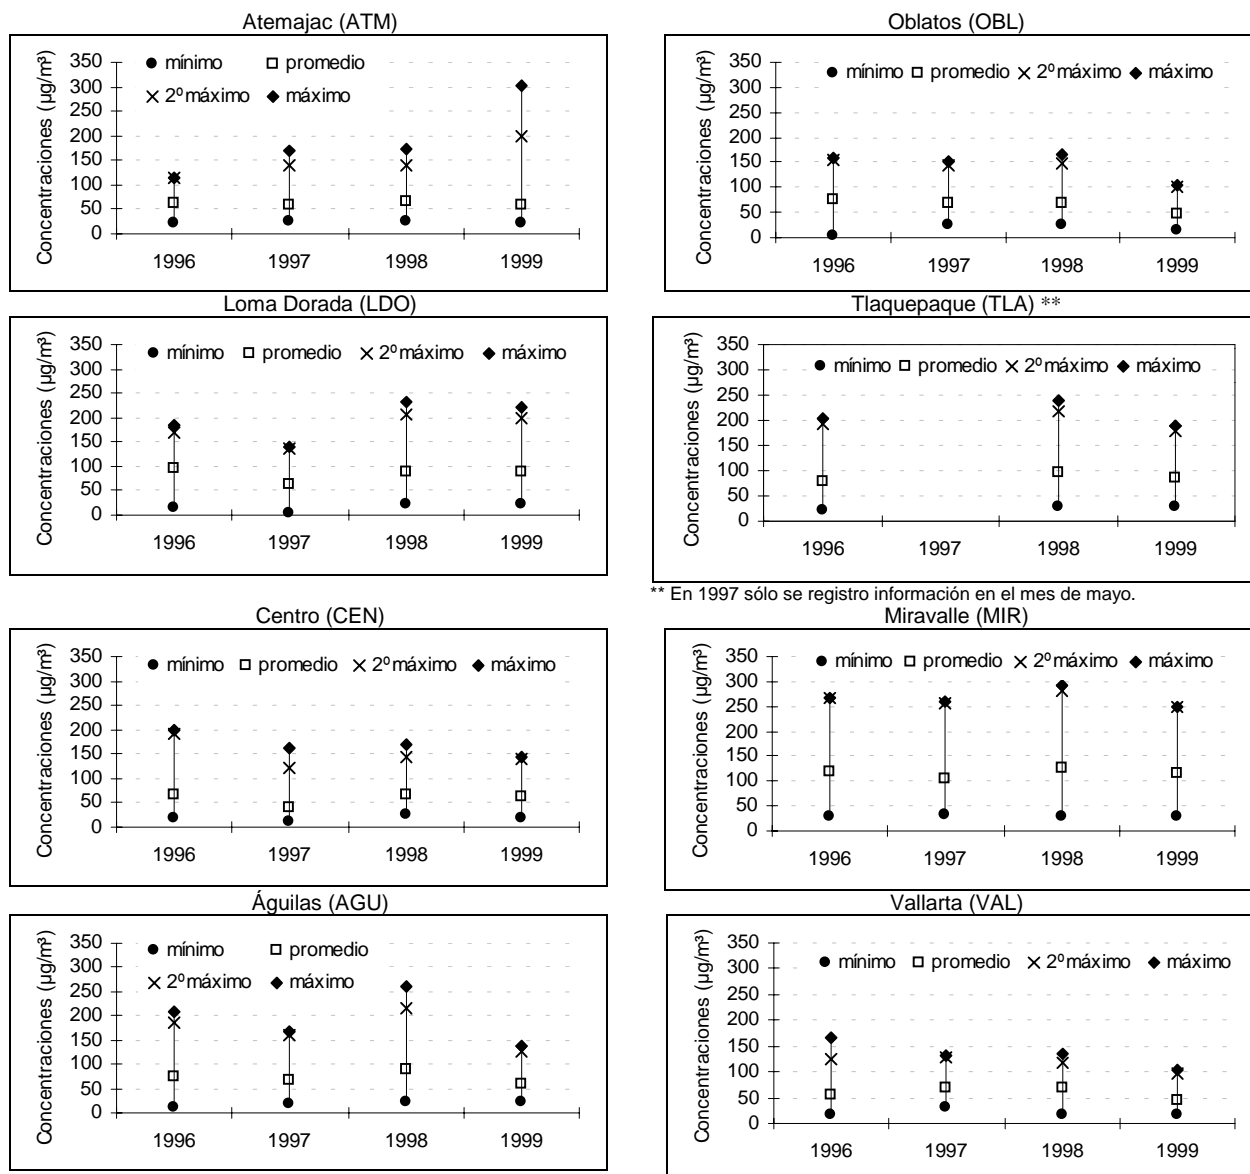 Atemajac (ATM)
Concentraciones (µg/m³)
350
300
250
200
150
100
50
0
mínimo promedio
2º máximo máximo
1996 1997 1998 1999
Oblatos (OBL)
Concentraciones (µg/m³)
350
300
250
200
150
100
50
0
mínimo promedio 2º máximo máximo
1996 1997 1998 1999
Loma Dorada (LDO)
Concentraciones (µg/m³)
350
300
250
200
150
100
50
0
mínimo promedio 2º máximo máximo
1996 1997 1998 1999
Tlaquepaque (TLA) **
Concentraciones (µg/m³)
350
300
250
200
150
100
50
0
mínimo promedio 2º máximo máximo
1996 1997 1998 1999
** En 1997 sólo se registro información en el mes de mayo.
Centro (CEN)
Concentraciones (µg/m³)
350
300
250
200
150
100
50
0
mínimo promedio 2º máximo máximo
1996 1997 1998 1999
Miravalle (MIR)
Concentraciones (µg/m³)
350
300
250
200
150
100
50
0
mínimo promedio 2º máximo máximo
1996 1997 1998 1999
Águilas (AGU)
Concentraciones (µg/m³)
350
300
250
200
150
100
50
0
mínimo promedio
2º máximo máximo
1996 1997 1998 1999
Vallarta (VAL)
Concentraciones (µg/m³)
350
300
250
200
150
100
50
0
mínimo promedio 2º máximo máximo
1996 1997 1998 1999